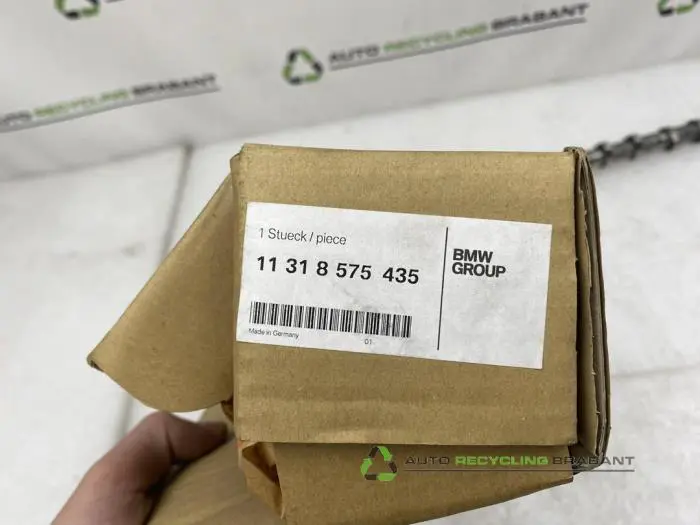 AUTO RECYCLING BRABANT
AUTO RECYCLING BRABANT
1 Stueck / piece
11 31 8 575 435
BMW
GROUP
Made in Germany
01
AUTO RECYCLING BRABANT